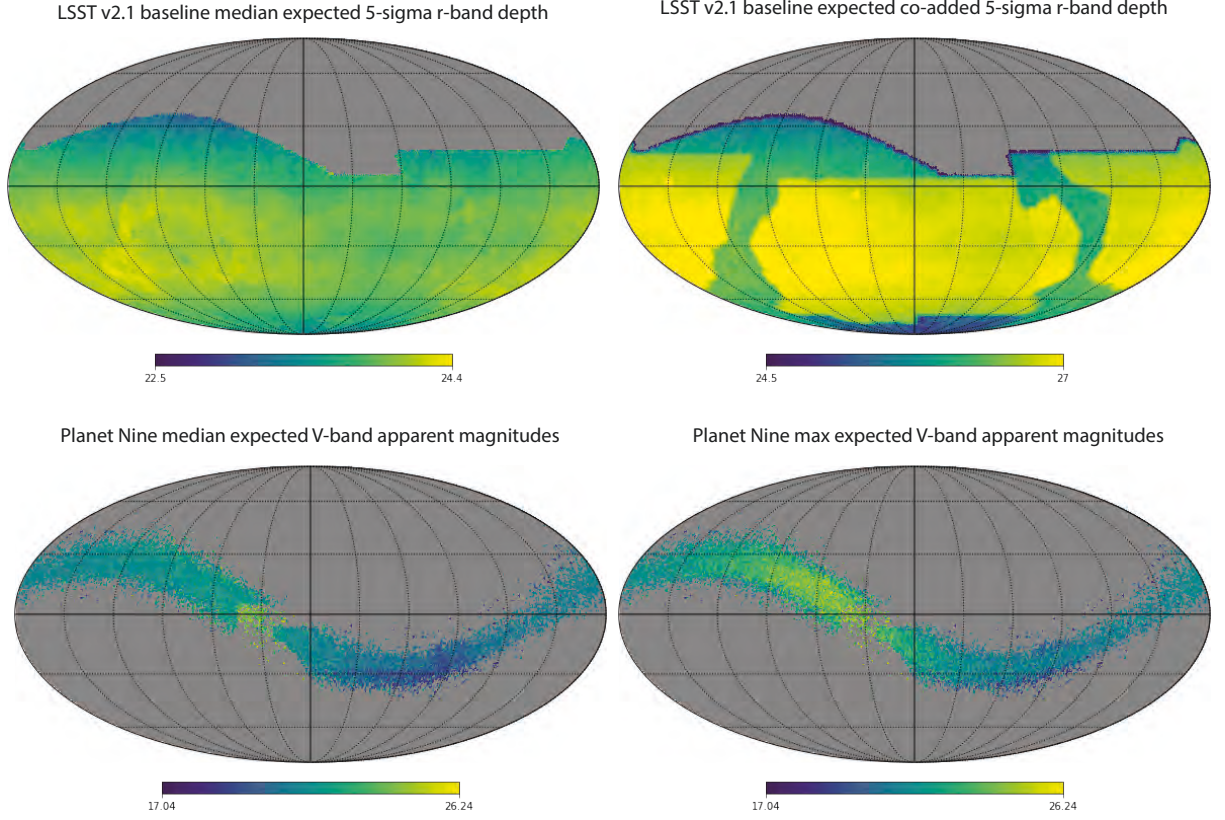 LSST v2.1 baseline median expected 5-sigma r-band depth
LSST v2.1 baseline expected co-added 5-sigma r-band depth
22.5
24.4
24.5
27
Planet Nine median expected V-band apparent magnitudes
Planet Nine max expected V-band apparent magnitudes
17.04
26.24
17.04
26.24